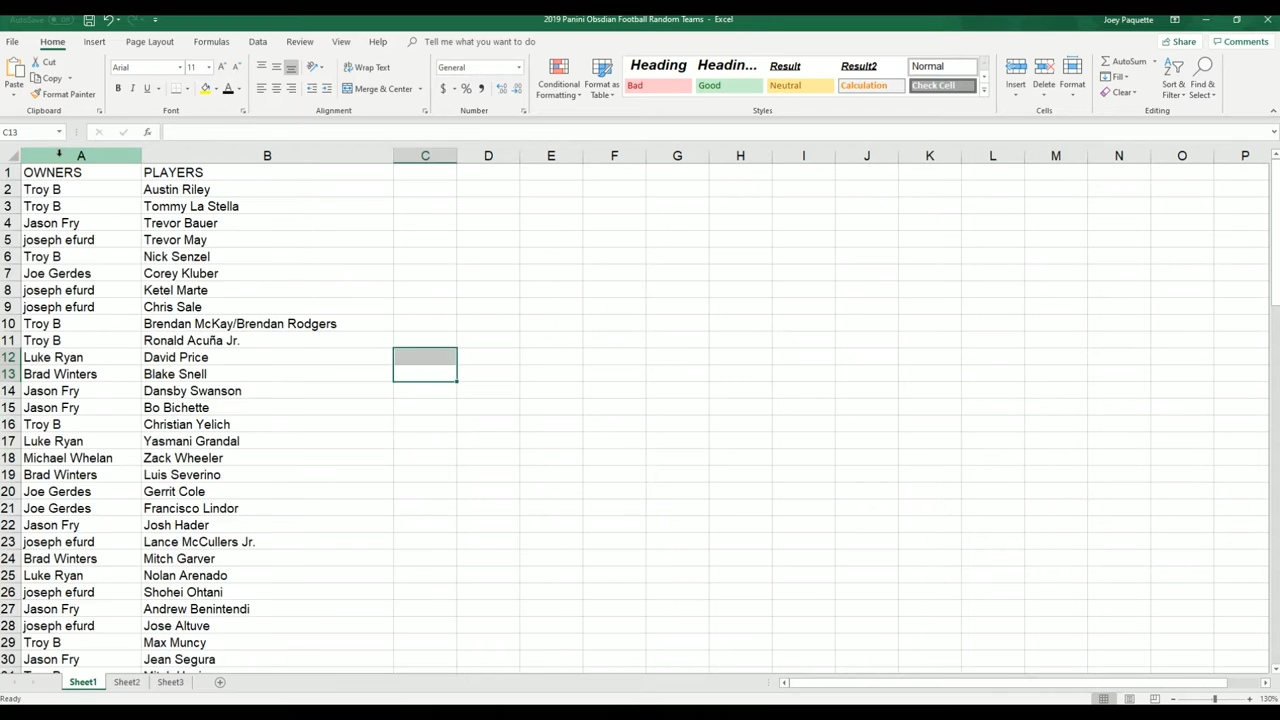 AutoSave 2019 Panini Obsdian Football Random Teams - Excel Joey Paquette
File Home Insert Page Layout Formulas Data Review View Help Tell me what you want to do Share Comments
Cut Arial 11 Wrap Text General Heading Headin... Result Result2 Normal AutoSum
Paste Copy Format Painter Merge & Center Conditional Formatting Format as Table Bad Good Neutral Calculation Check Cell Insert Delete Format Fill Clear Sort & Filter Find & Select
Clipboard Font Alignment Number Styles Cells Editing
C13
A B C D E F G H I J K L M N O P
1 OWNERS PLAYERS
2 Troy B Austin Riley
3 Troy B Tommy La Stella
4 Jason Fry Trevor Bauer
5 joseph efurd Trevor May
6 Troy B Nick Senzel
7 Joe Gerdes Corey Kluber
8 joseph efurd Ketel Marte
9 joseph efurd Chris Sale
10 Troy B Brendan McKay/Brendan Rodgers
11 Troy B Ronald Acuña Jr.
12 Luke Ryan David Price
13 Brad Winters Blake Snell
14 Jason Fry Dansby Swanson
15 Jason Fry Bo Bichette
16 Troy B Christian Yelich
17 Luke Ryan Yasmani Grandal
18 Michael Whelan Zack Wheeler
19 Brad Winters Luis Severino
20 Joe Gerdes Gerrit Cole
21 Joe Gerdes Francisco Lindor
22 Jason Fry Josh Hader
23 joseph efurd Lance McCullers Jr.
24 Brad Winters Mitch Garver
25 Luke Ryan Nolan Arenado
26 joseph efurd Shohei Ohtani
27 Jason Fry Andrew Benintendi
28 joseph efurd Jose Altuve
29 Troy B Max Muncy
30 Jason Fry Jean Segura
Sheet1 Sheet2 Sheet3
Ready 130%